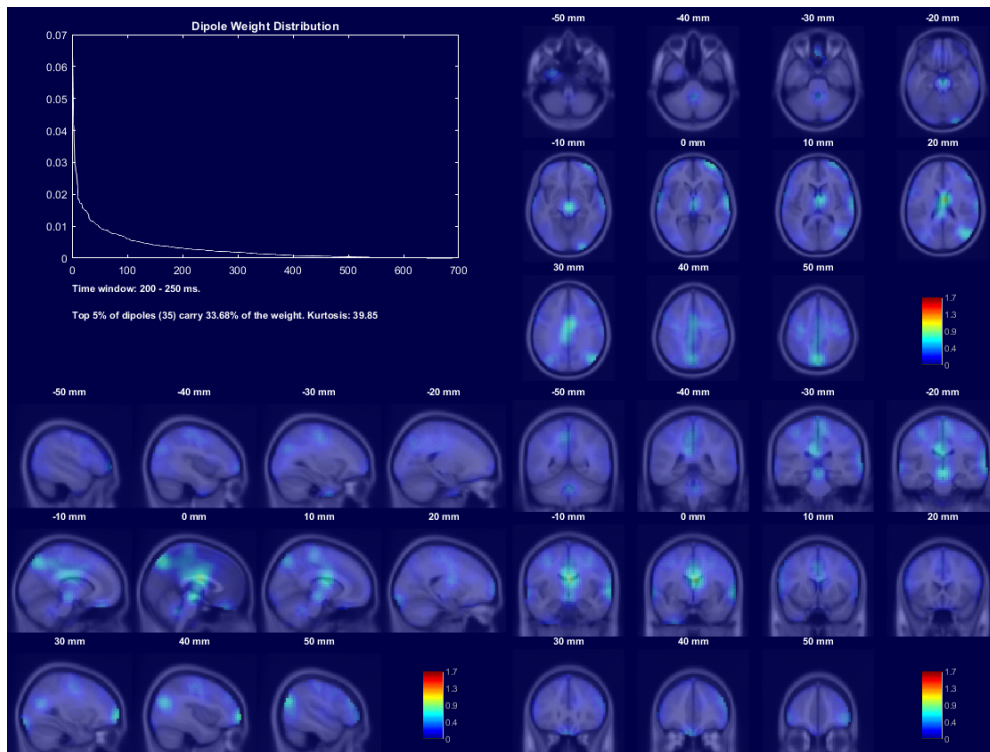 Dipole Weight Distribution
0.07
0.06
0.05
0.04
0.03
0.02
0.01
0
0 100 200 300 400 500 600 700
Time window: 200 - 250 ms.
Top 5% of dipoles (35) carry 33.68% of the weight. Kurtosis: 39.85
-50 mm -40 mm -30 mm -20 mm
-10 mm 0 mm 10 mm 20 mm
30 mm 40 mm 50 mm
1.7
1.3
0.9
0.4
0
-50 mm -40 mm -30 mm -20 mm
-10 mm 0 mm 10 mm 20 mm
30 mm 40 mm 50 mm
1.7
1.3
0.9
0.4
0
-50 mm -40 mm -30 mm -20 mm
-10 mm 0 mm 10 mm 20 mm
30 mm 40 mm 50 mm
1.7
1.3
0.9
0.4
0